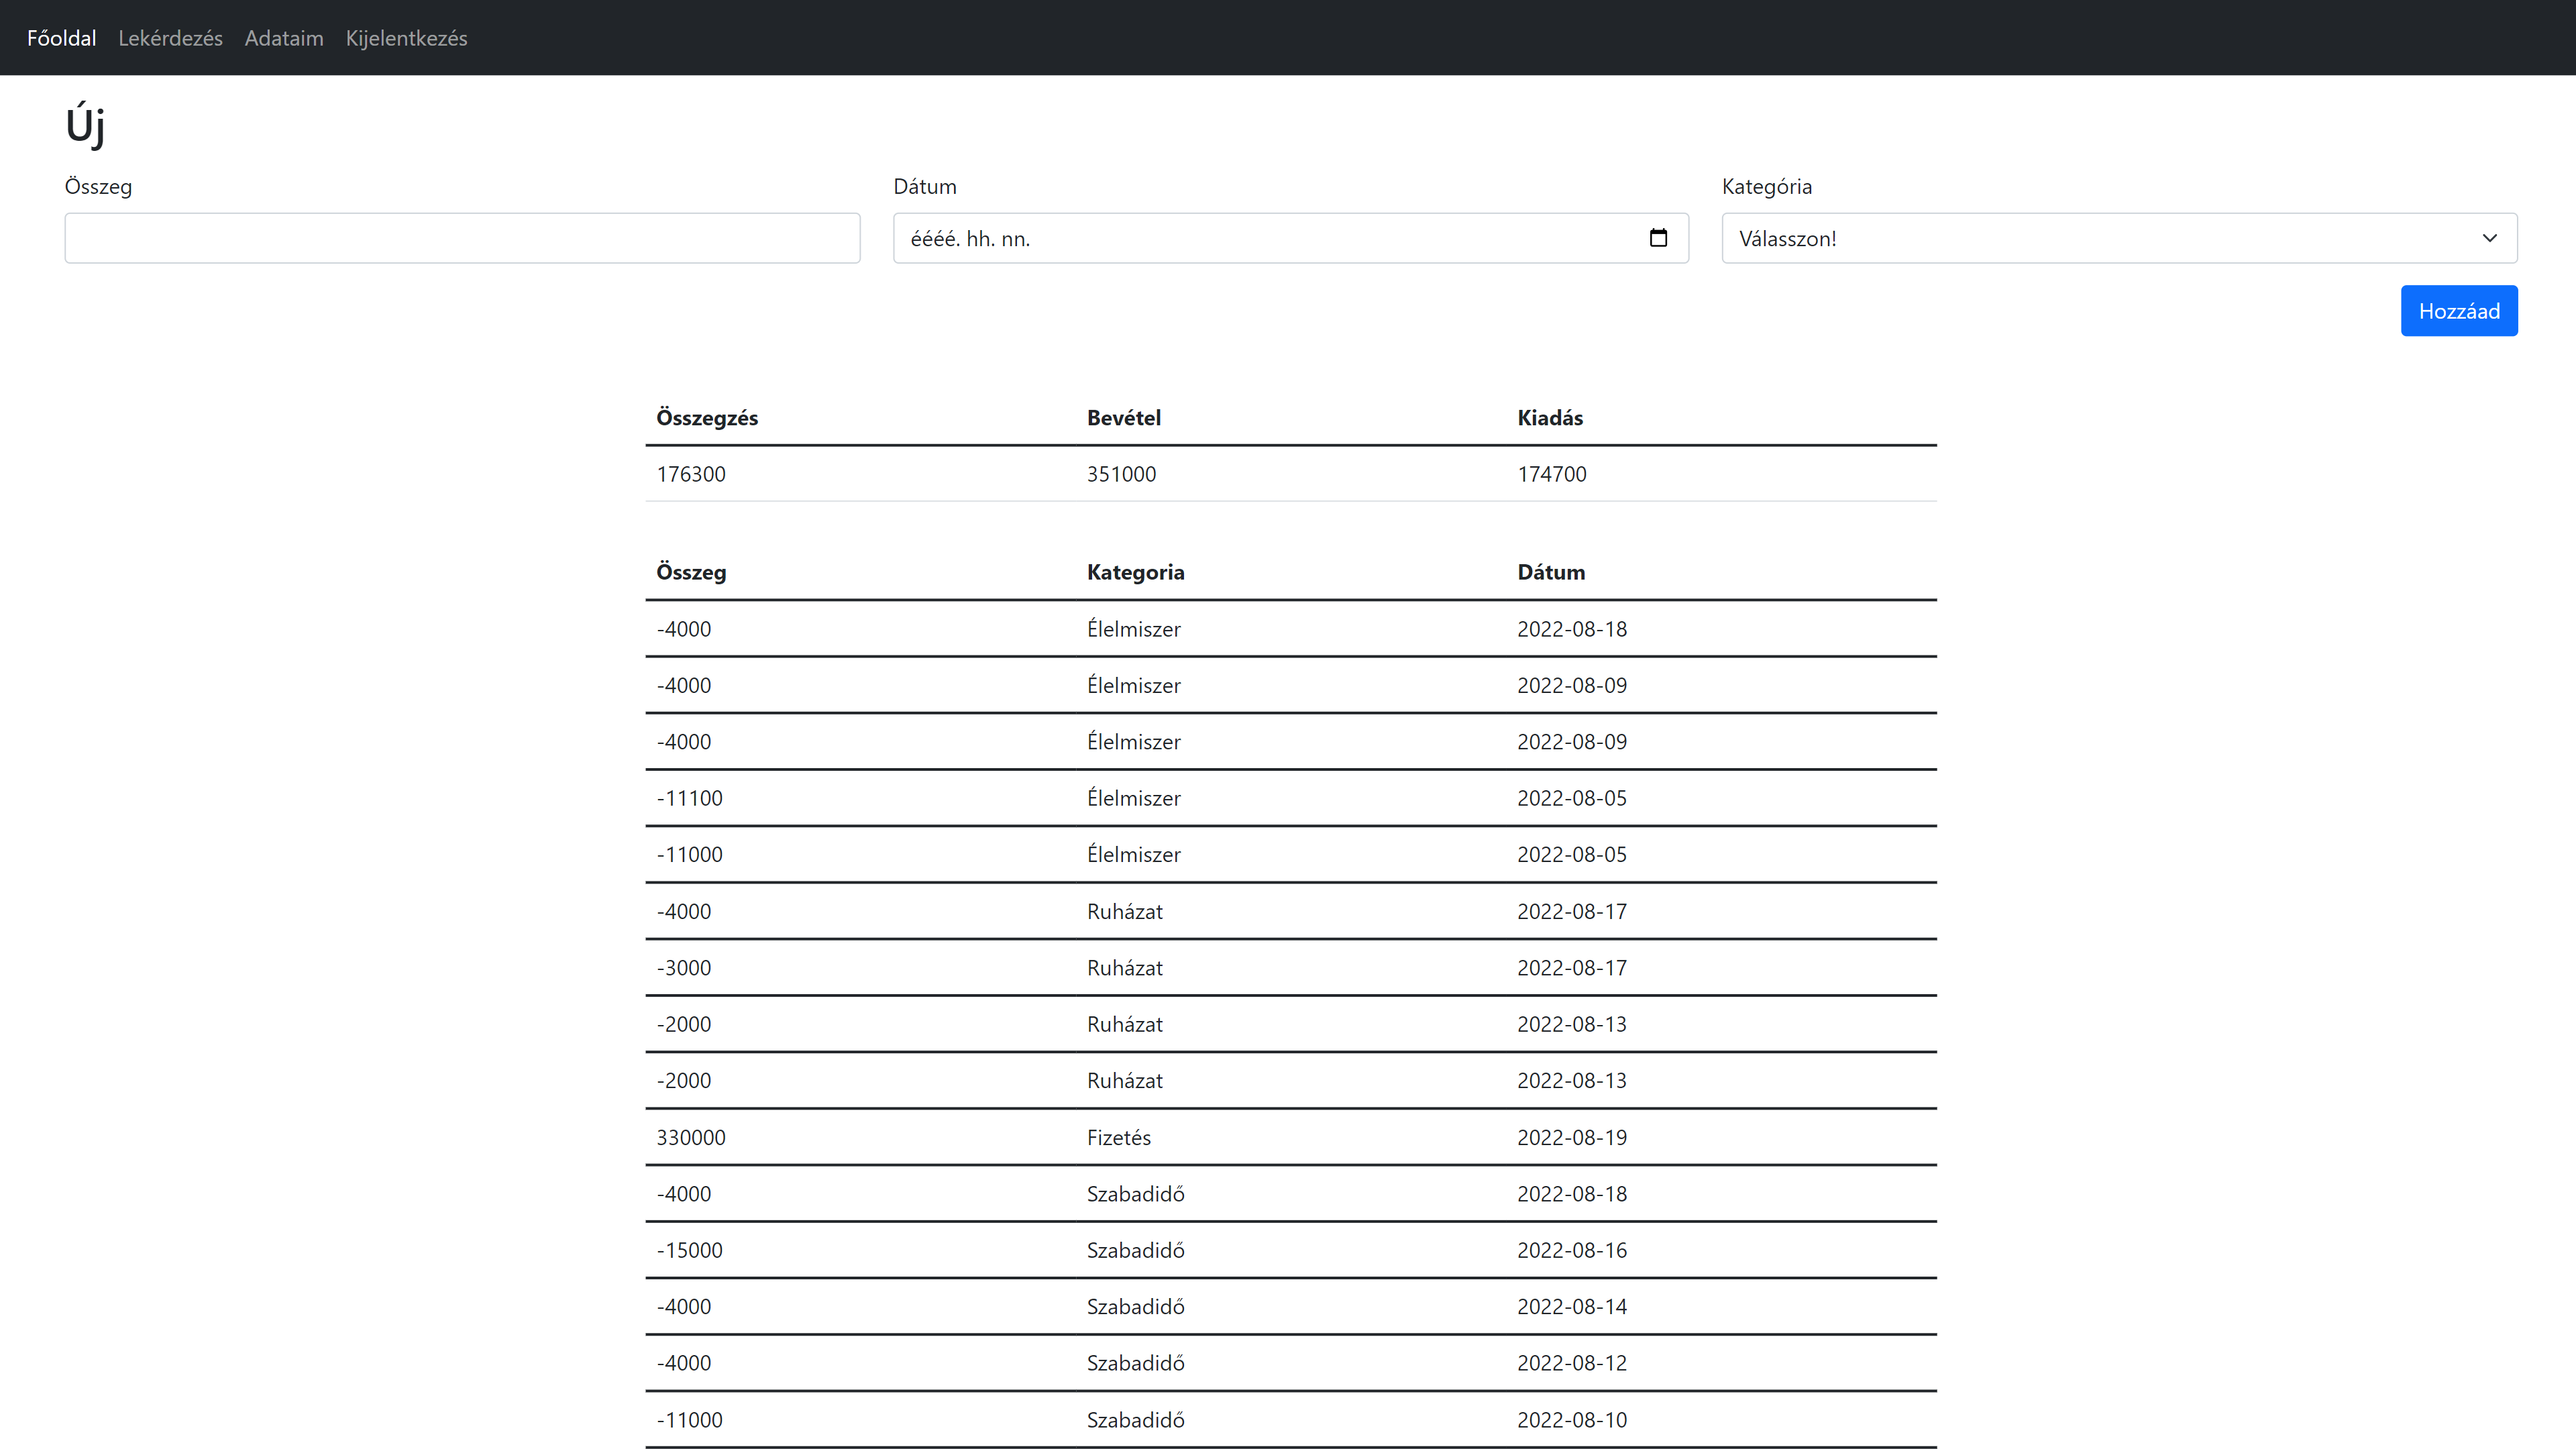 Főoldal Lekérdezés Adataim Kijelentkezés
Új
Összeg Dátum Kategória
éééé. hh. nn. Válasszon!
Hozzáad
Összegzés Bevétel Kiadás
176300 351000 174700
Összeg Kategoria Dátum
-4000 Élelmiszer 2022-08-18
-4000 Élelmiszer 2022-08-09
-4000 Élelmiszer 2022-08-09
-11100 Élelmiszer 2022-08-05
-11000 Élelmiszer 2022-08-05
-4000 Ruházat 2022-08-17
-3000 Ruházat 2022-08-17
-2000 Ruházat 2022-08-13
-2000 Ruházat 2022-08-13
330000 Fizetés 2022-08-19
-4000 Szabadidő 2022-08-18
-15000 Szabadidő 2022-08-16
-4000 Szabadidő 2022-08-14
-4000 Szabadidő 2022-08-12
-11000 Szabadidő 2022-08-10